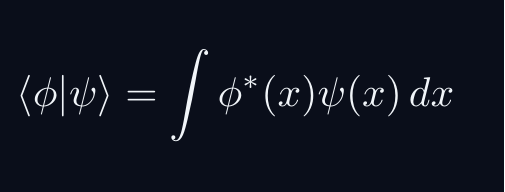 ⟨ϕ|ψ⟩ = ∫ ϕ*(x)ψ(x) dx